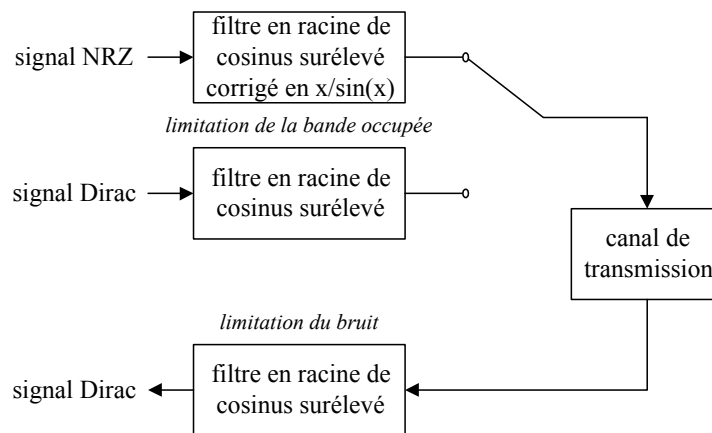 signal NRZ
filtre en racine de
cosinus surélevé
corrigé en x/sin(x)
limitation de la bande occupée
signal Dirac
filtre en racine de
cosinus surélevé
canal de
transmission
limitation du bruit
signal Dirac
filtre en racine de
cosinus surélevé